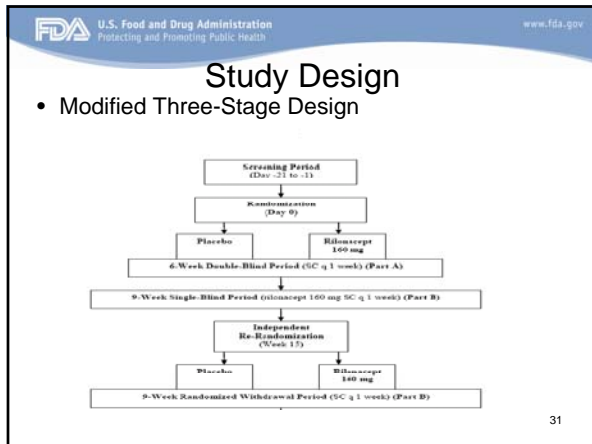 FDA U.S. Food and Drug Administration
Protecting and Promoting Public Health
www.fda.gov
Study Design
• Modified Three-Stage Design
Screening Period
(Day -21 to -1)
Randomization
(Day 0)
Placebo
Rilonacept
160 mg
6-Week Double-Blind Period (SC q 1 week) (Part A)
9-Week Single-Blind Period (rilonacept 160 mg SC q 1 week) (Part B)
Independent
Re-Randomization
(Week 15)
Placebo
Rilonacept
160 mg
9-Week Randomized Withdrawal Period (SC q 1 week) (Part B)
31